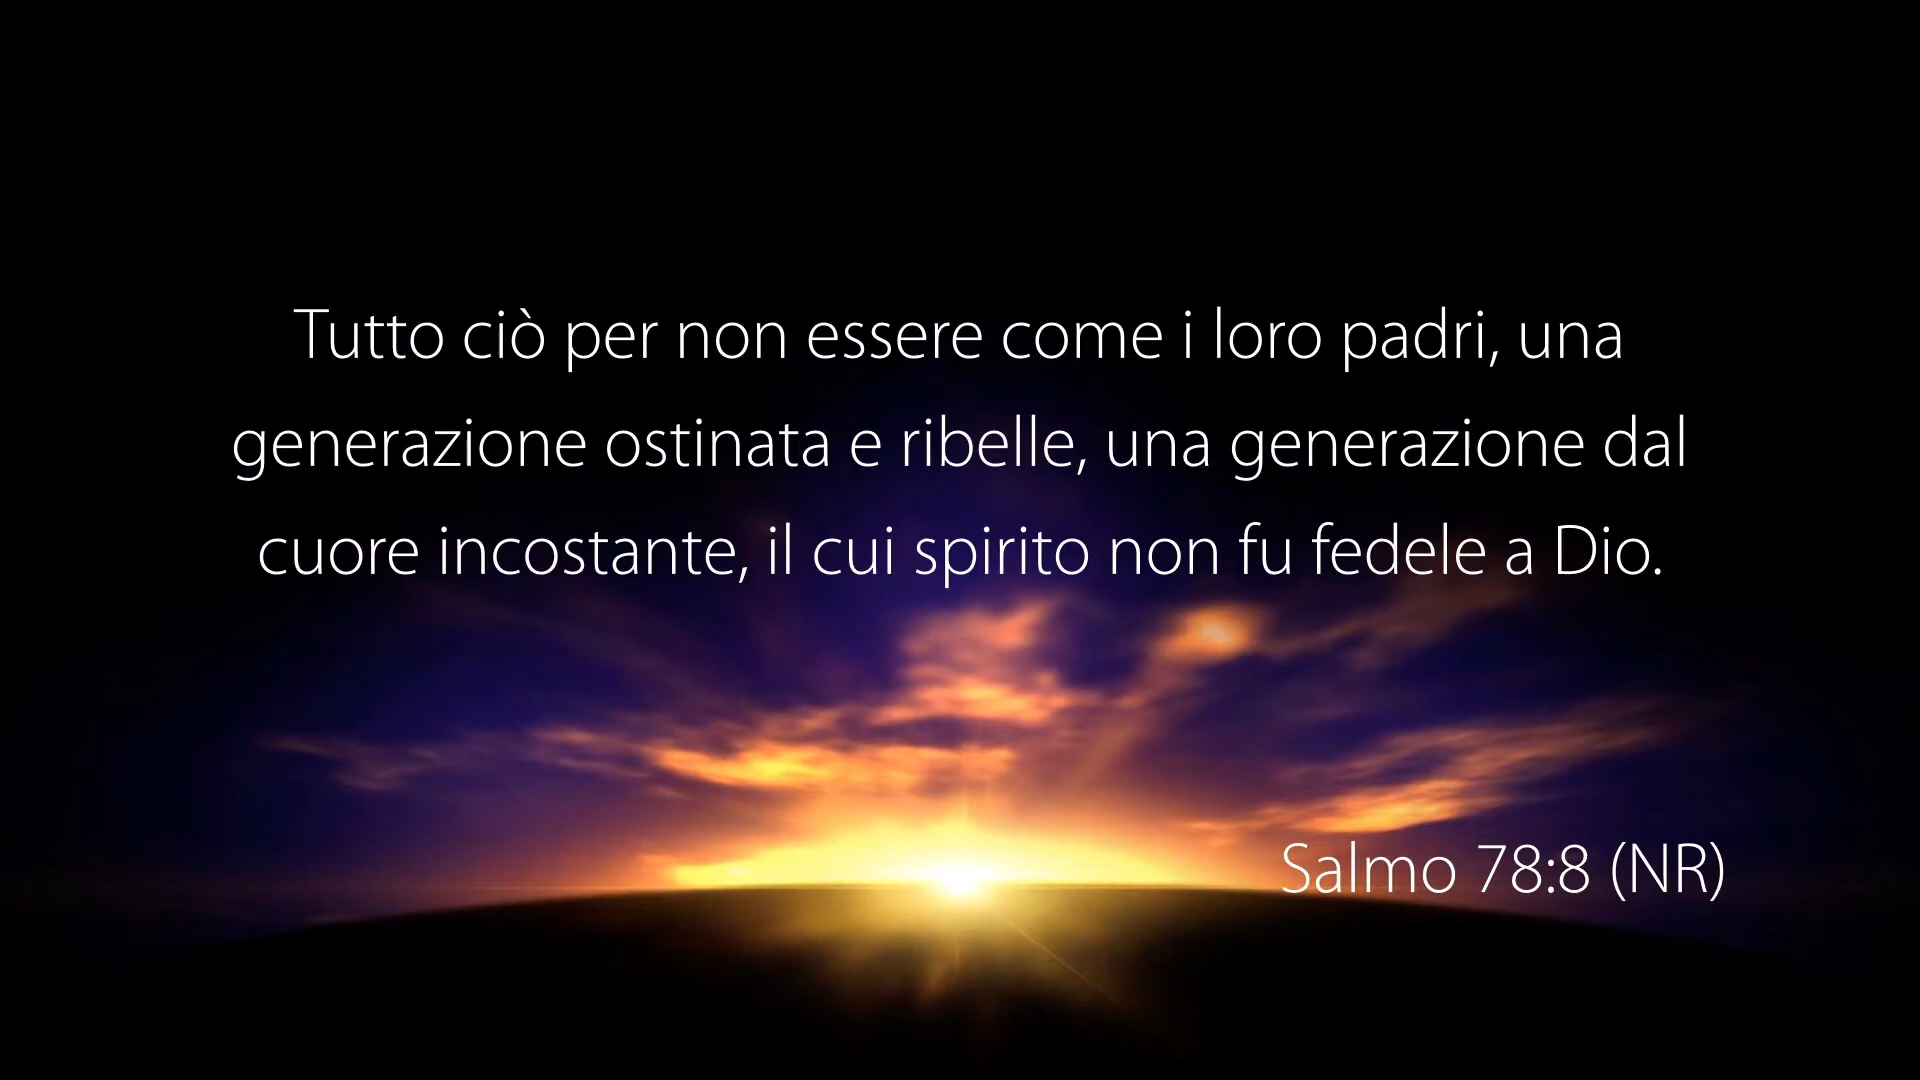 Tutto ciò per non essere come i loro padri, una
generazione ostinata e ribelle, una generazione dal
cuore incostante, il cui spirito non fu fedele a Dio.
Salmo 78:8 (NR)